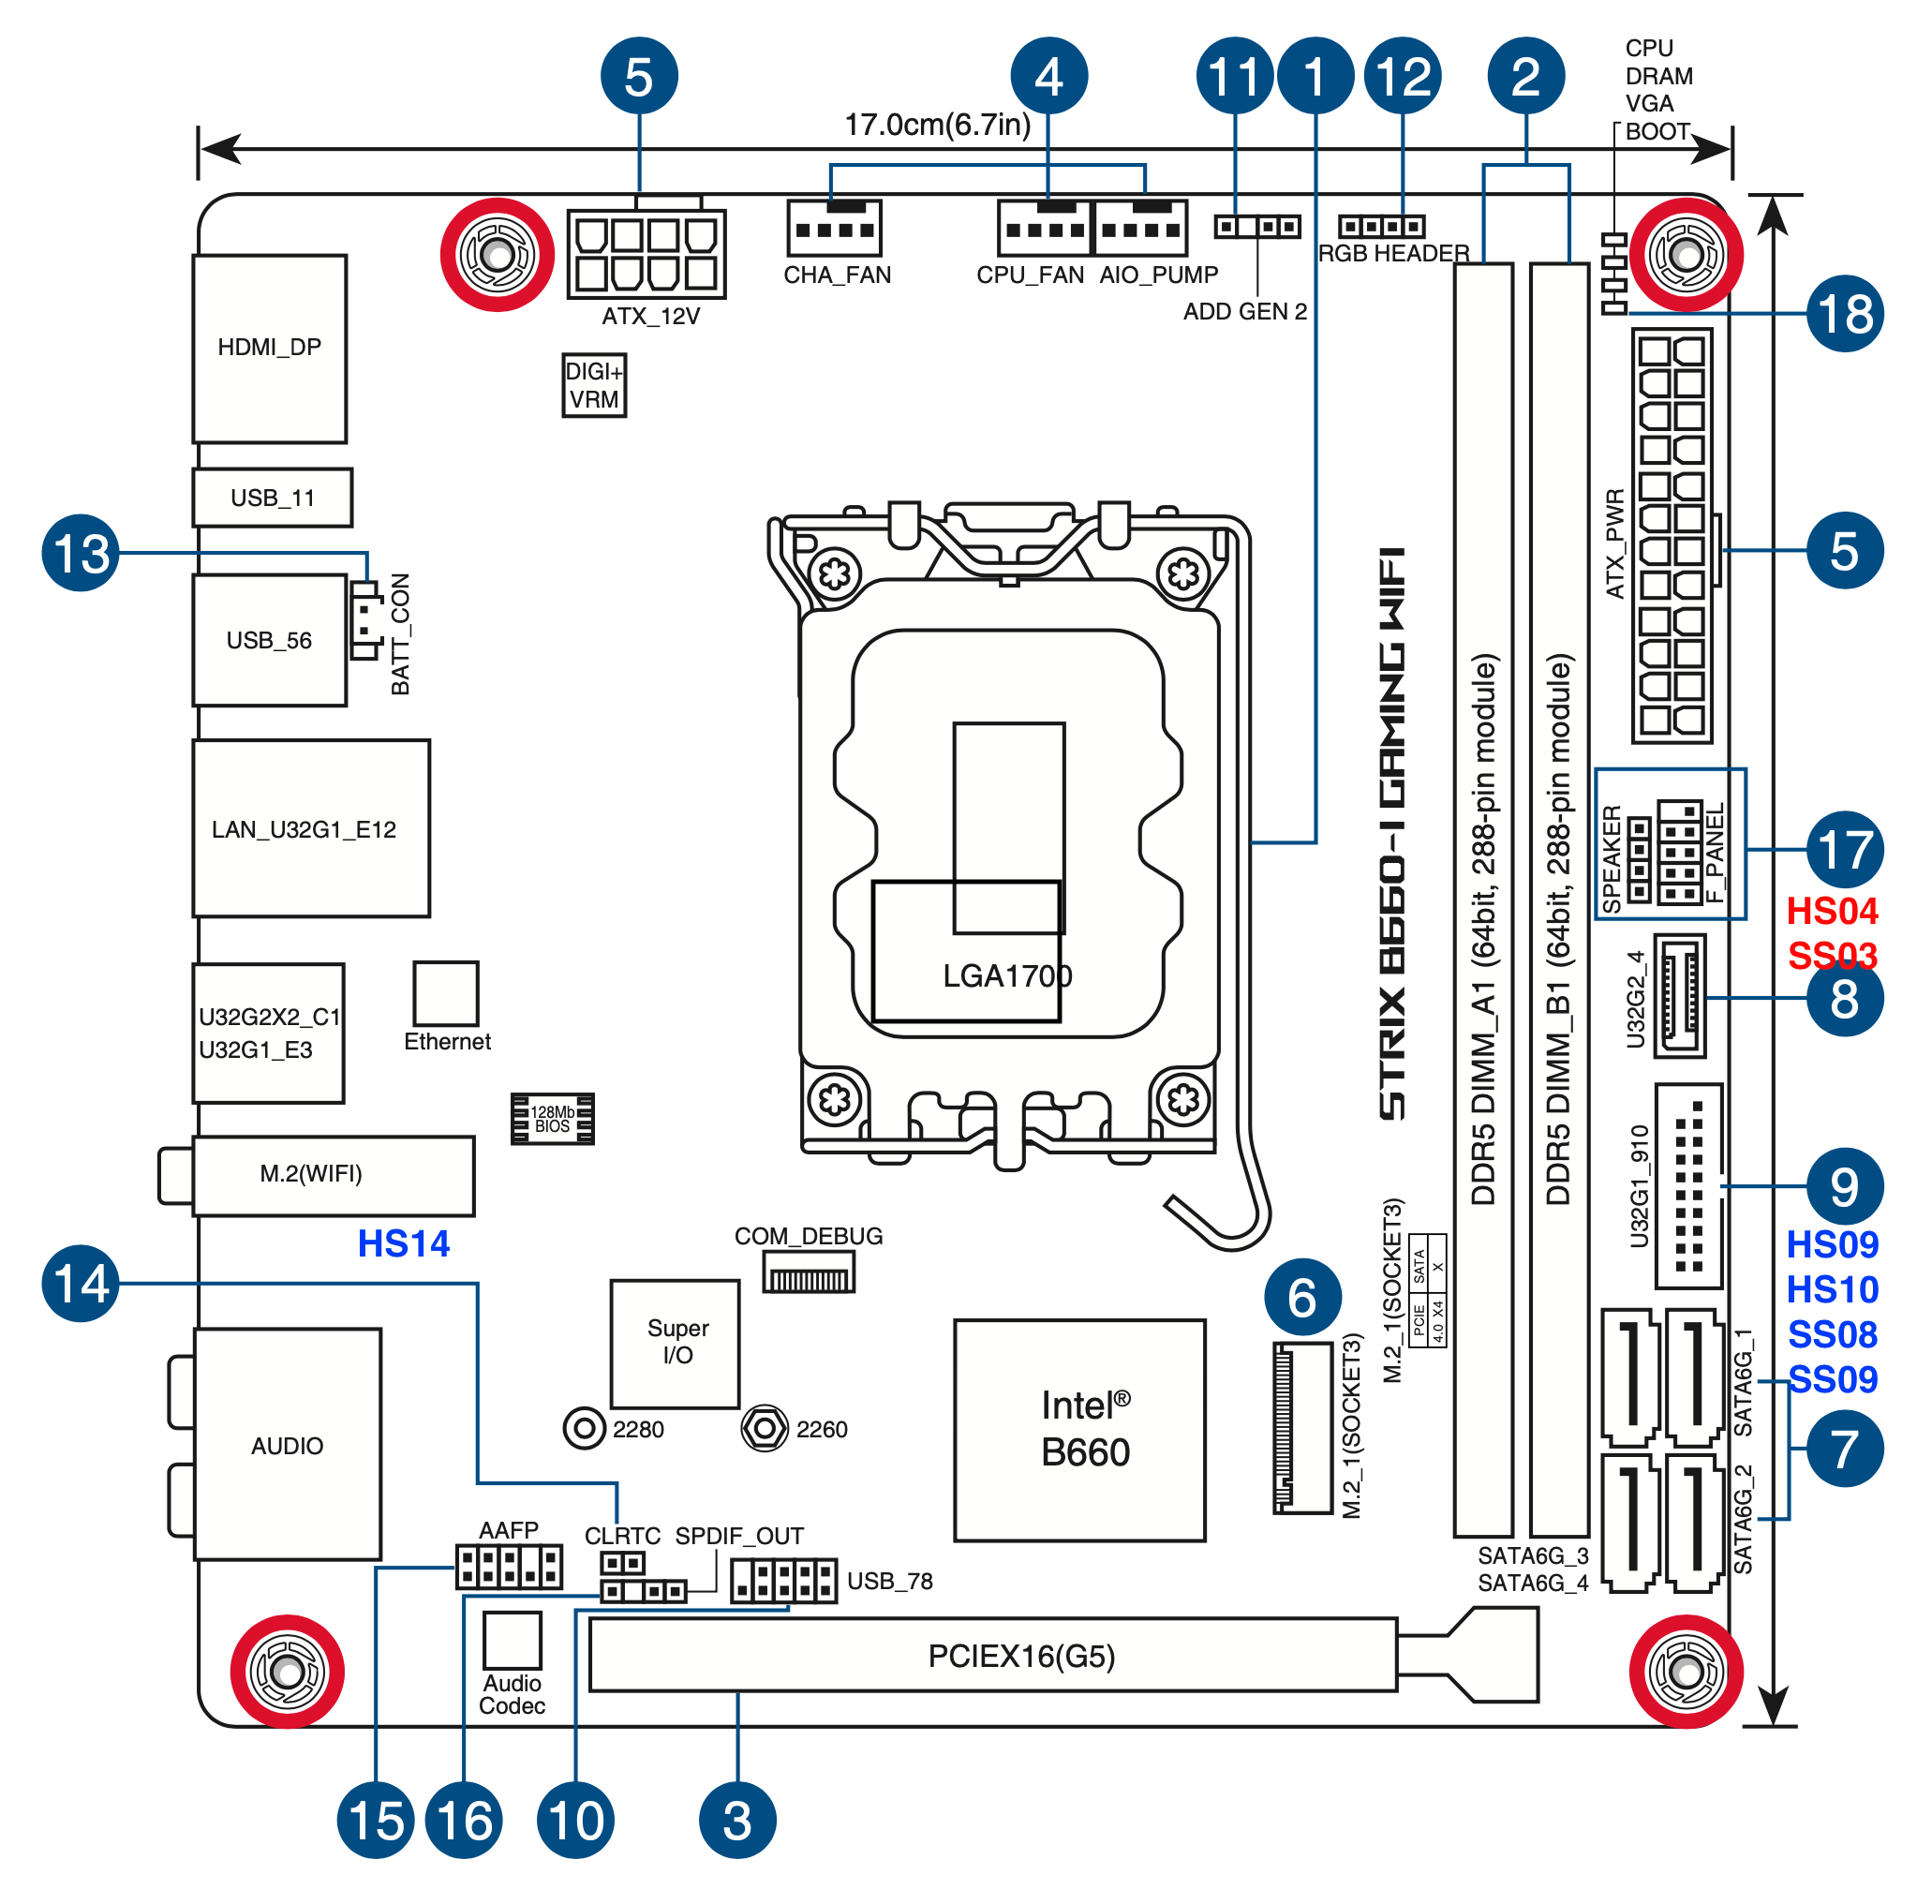 CPU
DRAM
VGA
BOOT
5
4
11
1
12
2
17.0cm(6.7in)
ATX_12V
CHA_FAN
CPU_FAN
AIO_PUMP
ADD GEN 2
RGB HEADER
18
HDMI_DP
DIGI+
VRM
USB_11
13
BATT_CON
USB_56
ATX_PWR
5
STRIX B660-I GAMING WIFI
DDR5 DIMM_A1 (64bit, 288-pin module)
DDR5 DIMM_B1 (64bit, 288-pin module)
LAN_U32G1_E12
SPEAKER
F_PANEL
17
HS04
SS03
LGA1700
U32G2_4
8
U32G2X2_C1
U32G1_E3
Ethernet
128Mb
BIOS
M.2(WIFI)
HS14
U32G1_910
9
HS09
HS10
SS08
SS09
14
COM_DEBUG
6
M.2_1(SOCKET3)
PCIE SATA
4.0 X4 X
Super
I/O
Intel®
B660
M.2_1(SOCKET3)
SATA6G_1
7
SATA6G_2
2280
2260
AUDIO
AAFP
CLRTC
SPDIF_OUT
USB_78
SATA6G_3
SATA6G_4
Audio
Codec
PCIEX16(G5)
15
16
10
3